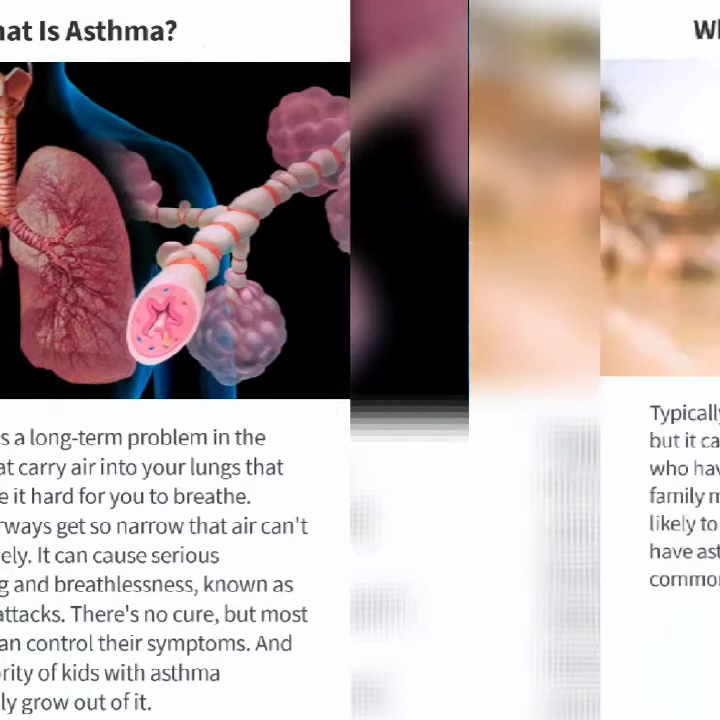 hat Is Asthma?
s a long-term problem in the
at carry air into your lungs that
e it hard for you to breathe.
rways get so narrow that air can't
ely. It can cause serious
g and breathlessness, known as
attacks. There's no cure, but most
an control their symptoms. And
rity of kids with asthma
ly grow out of it.
Wh
Typically
but it ca
who hav
family m
likely to
have ast
common